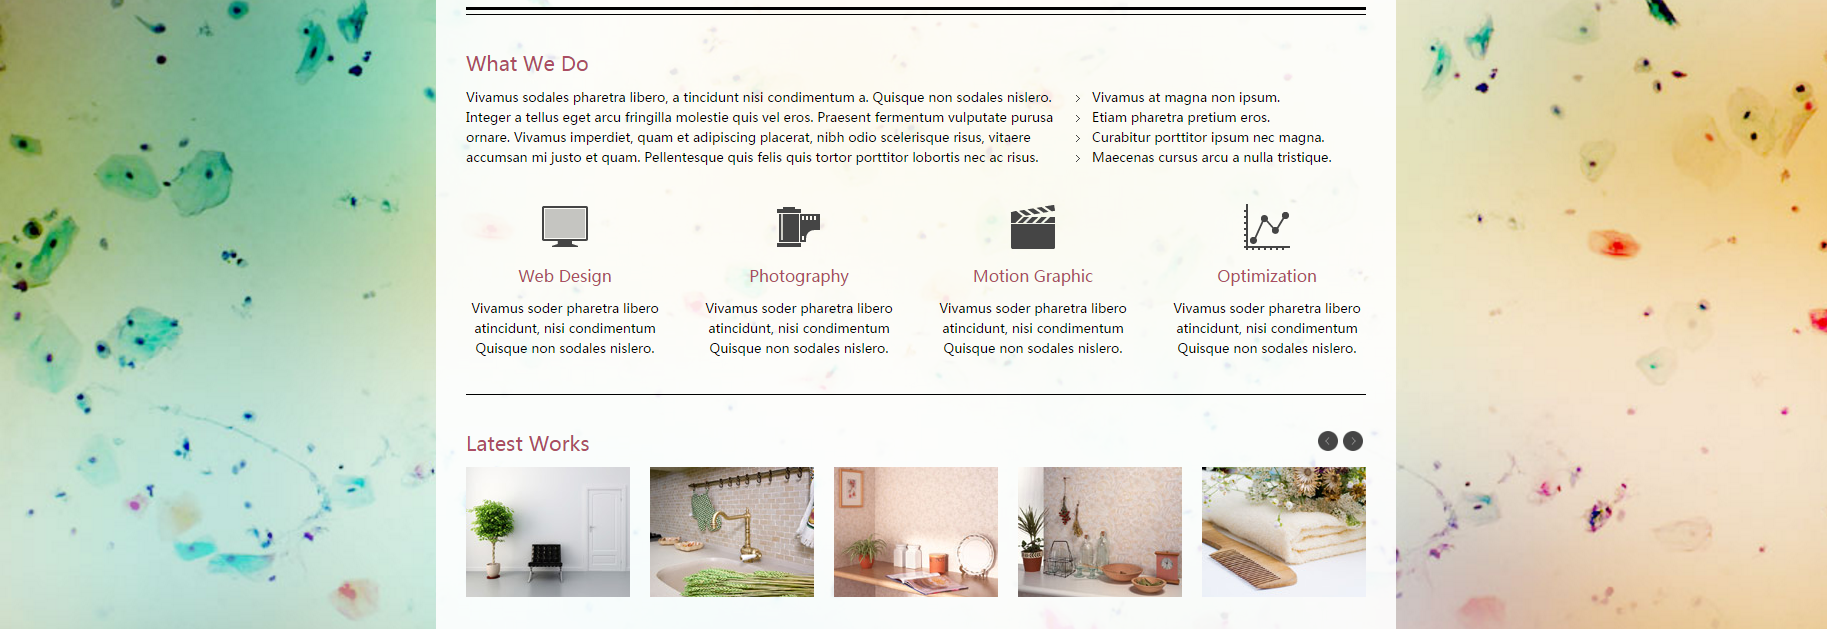 What We Do
Vivamus sodales pharetra libero, a tincidunt nisi condimentum a. Quisque non sodales nislero.
Integer a tellus eget arcu fringilla molestie quis vel eros. Praesent fermentum vulputate purusa
ornare. Vivamus imperdiet, quam et adipiscing placerat, nibh odio scelerisque risus, vitaere
accumsan mi justo et quam. Pellentesque quis felis quis tortor porttitor lobortis nec ac risus.
Vivamus at magna non ipsum.
Etiam pharetra pretium eros.
Curabitur porttitor ipsum nec magna.
Maecenas cursus arcu a nulla tristique.
Web Design
Vivamus soder pharetra libero
atincidunt, nisi condimentum
Quisque non sodales nislero.
Photography
Vivamus soder pharetra libero
atincidunt, nisi condimentum
Quisque non sodales nislero.
Motion Graphic
Vivamus soder pharetra libero
atincidunt, nisi condimentum
Quisque non sodales nislero.
Optimization
Vivamus soder pharetra libero
atincidunt, nisi condimentum
Quisque non sodales nislero.
Latest Works